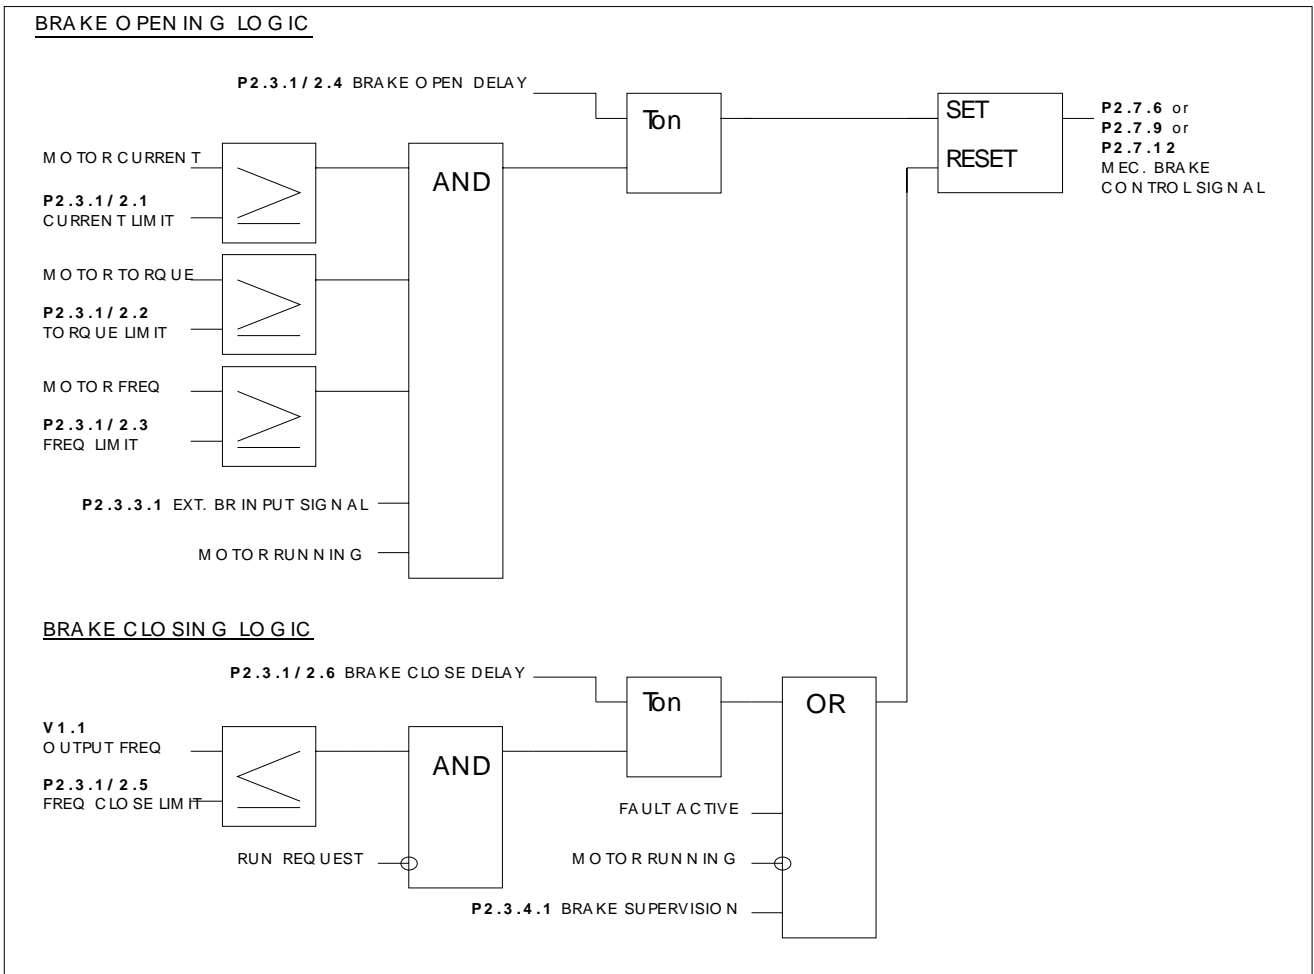 BRAKE OPENING LOGIC
P2.3.1/2.4 BRAKE OPEN DELAY
Ton
SET
RESET
P2.7.6 or
P2.7.9 or
P2.7.12
MEC. BRAKE
CONTROL SIGNAL
MOTOR CURRENT
P2.3.1/2.1
CURRENT LIMIT
≥
AND
MOTOR TORQUE
P2.3.1/2.2
TORQUE LIMIT
≥
MOTOR FREQ
P2.3.1/2.3
FREQ LIMIT
≥
P2.3.3.1 EXT. BR INPUT SIGNAL
MOTOR RUNNING
BRAKE CLOSING LOGIC
P2.3.1/2.6 BRAKE CLOSE DELAY
Ton
OR
V1.1
OUTPUT FREQ
P2.3.1/2.5
FREQ CLOSE LIMIT
≤
AND
RUN REQUEST
FAULT ACTIVE
MOTOR RUNNING
P2.3.4.1 BRAKE SUPERVISION